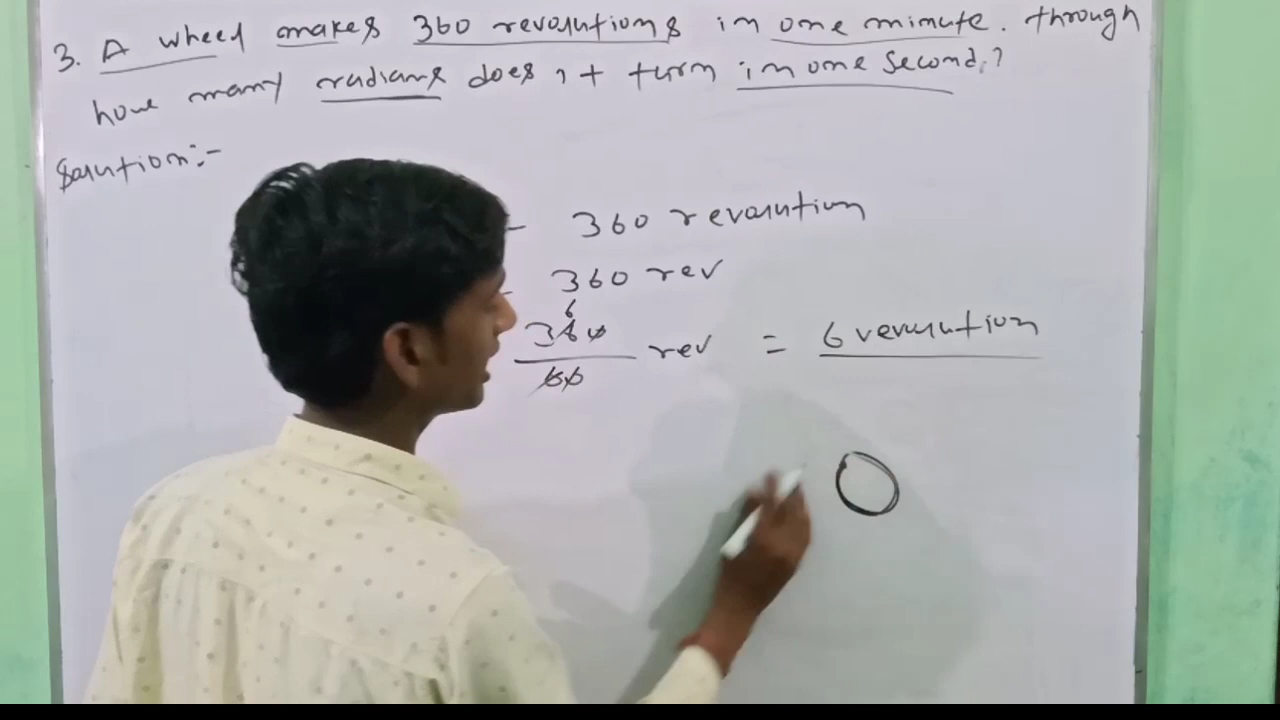 3. A wheel makes 360 revolutions in one minute. through
how many radians does it turn in one second.?
Solution:-
- 360 revolution
- 360 rev
6
360
60
rev = 6 revolution